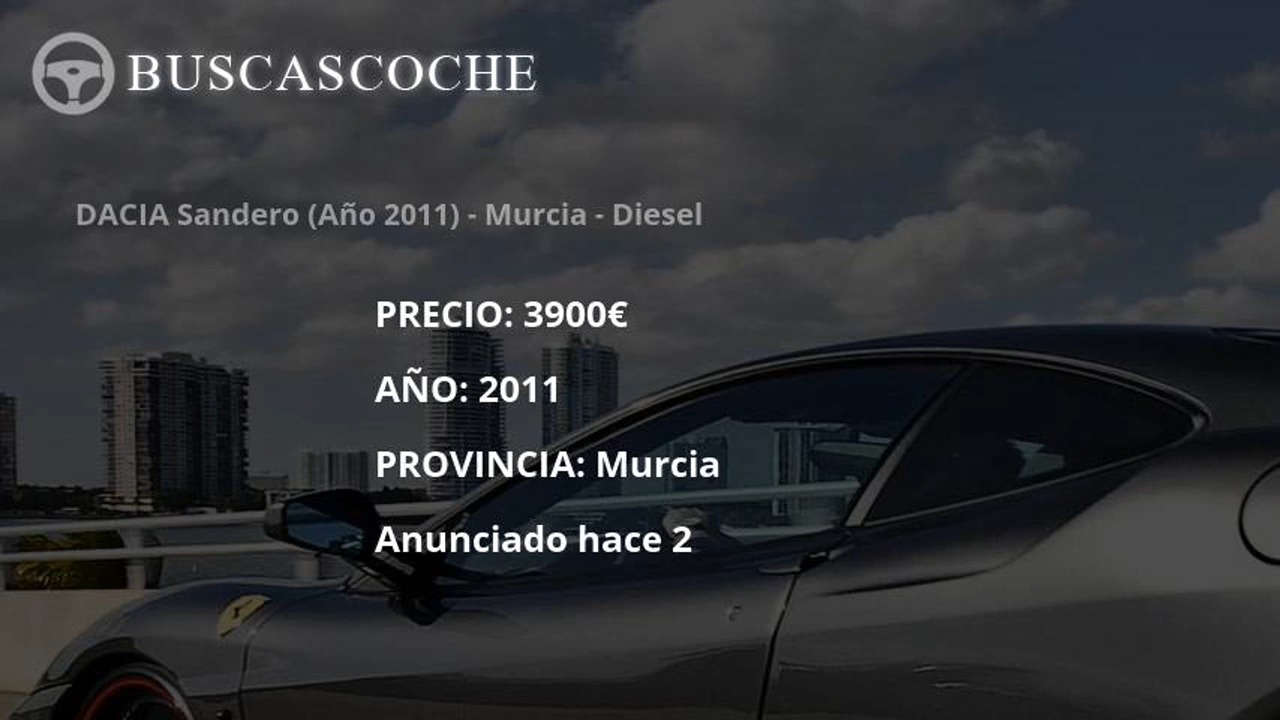 BUSCASCOCHE
DACIA Sandero (Año 2011) - Murcia - Diesel
PRECIO: 3900€
AÑO: 2011
PROVINCIA: Murcia
Anunciado hace 2